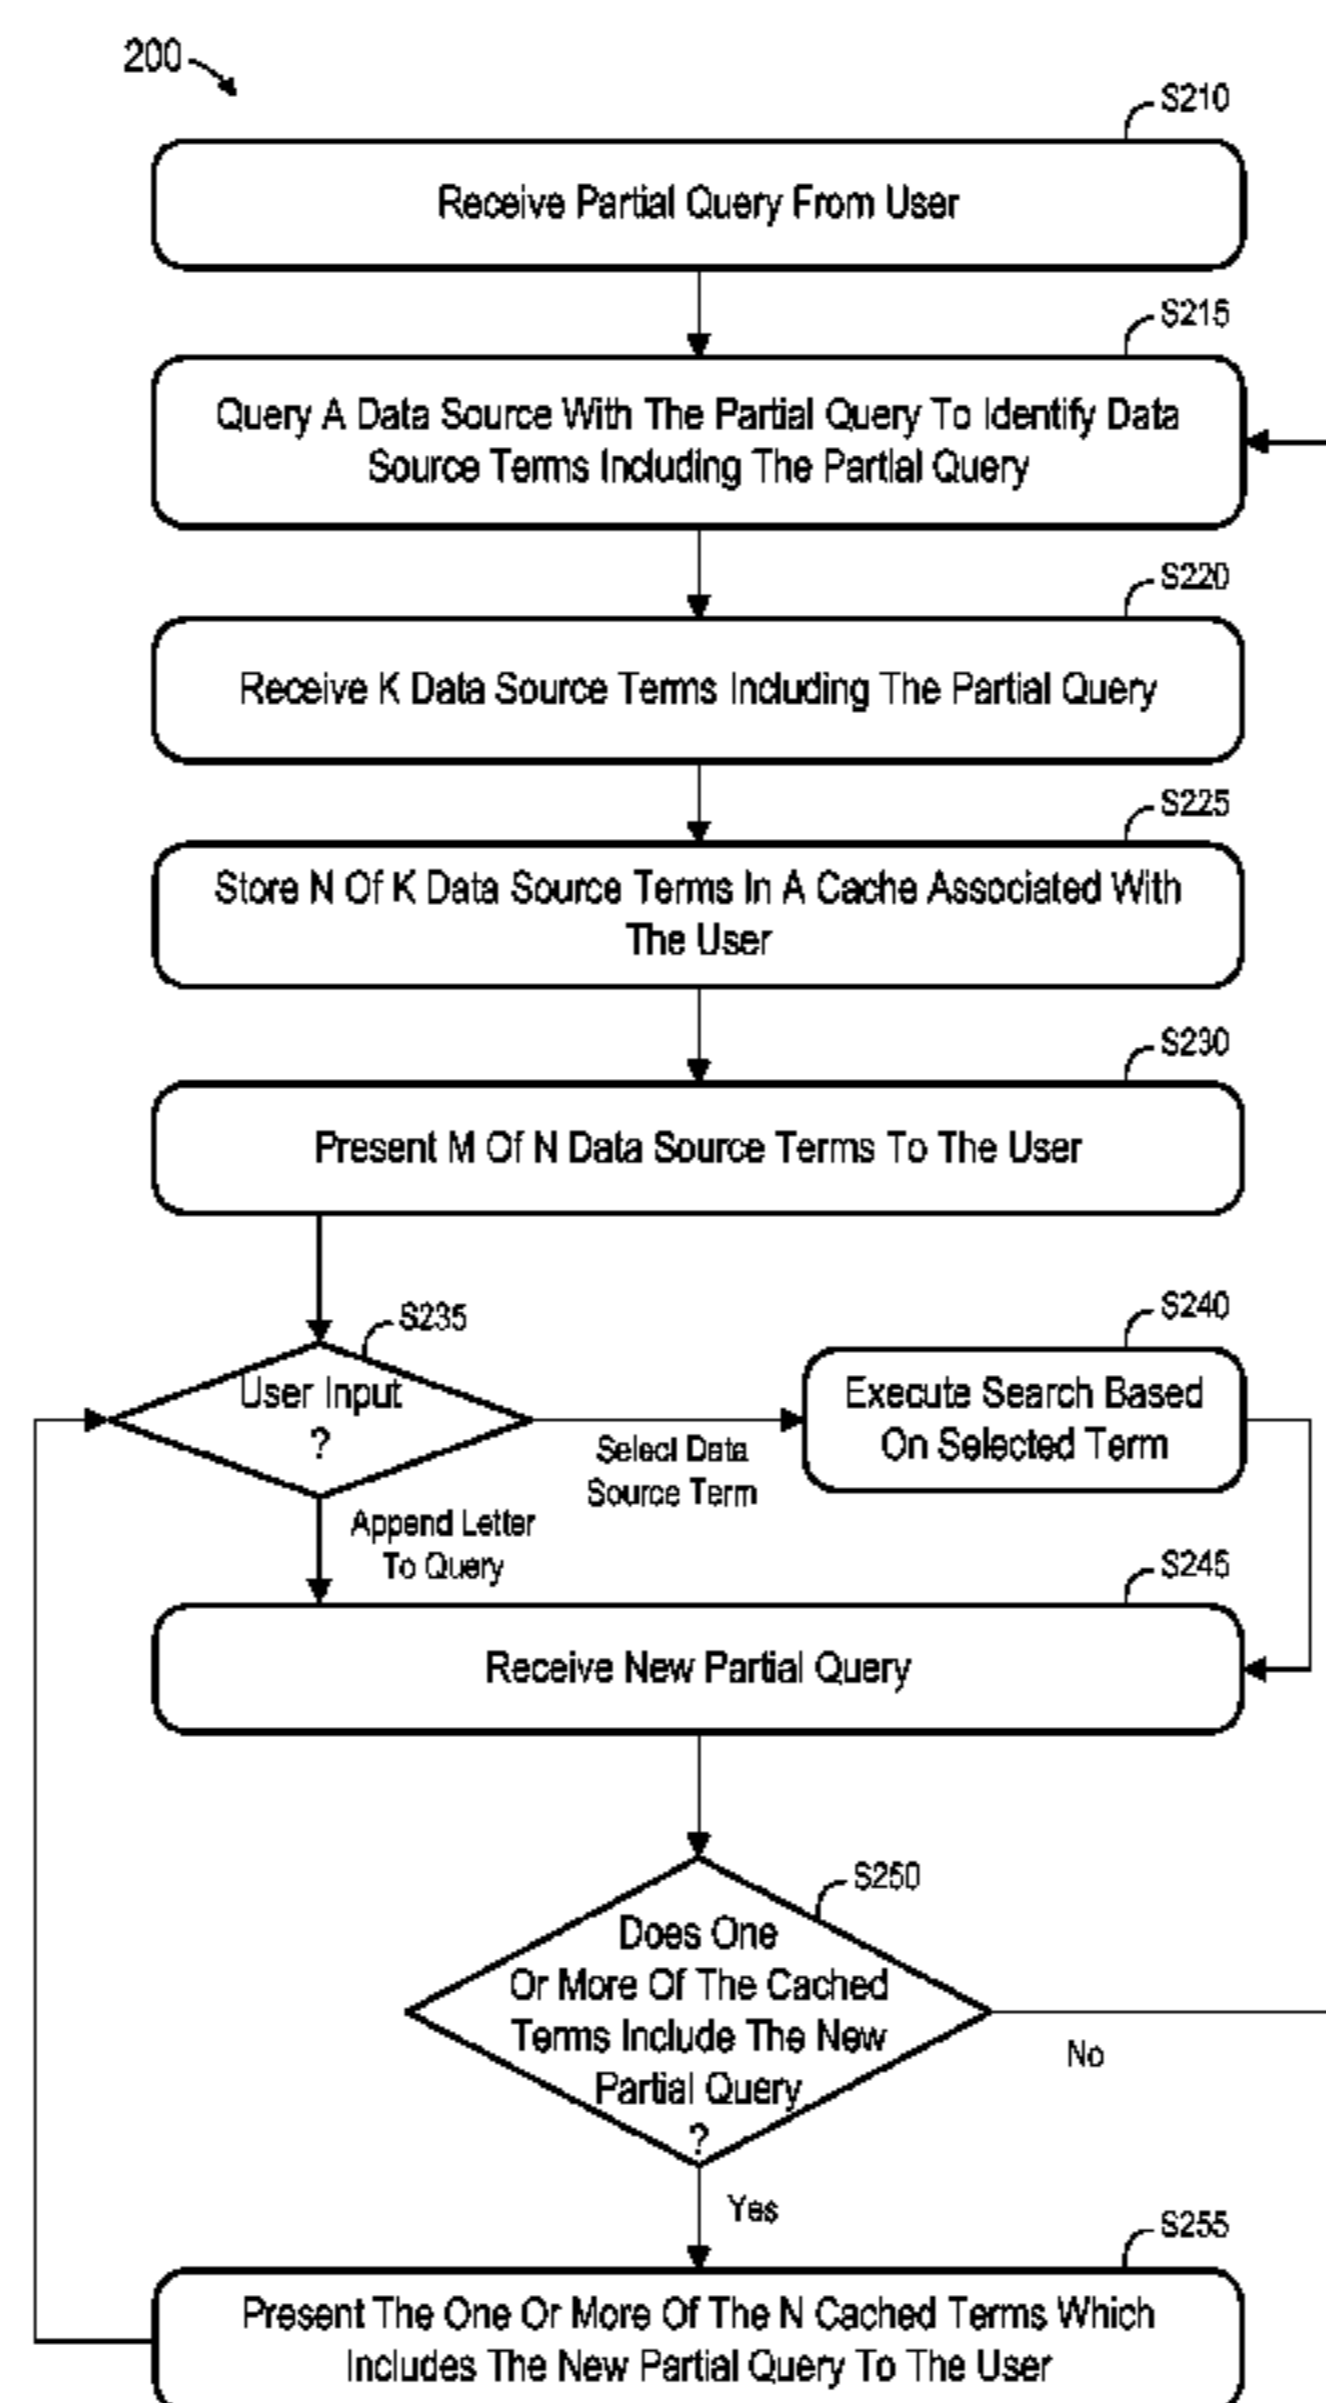 200
S210
Receive Partial Query From User
S215
Query A Data Source With The Partial Query To Identify Data
Source Terms Including The Partial Query
S220
Receive K Data Source Terms Including The Partial Query
S225
Store N Of K Data Source Terms In A Cache Associated With
The User
S230
Present M Of N Data Source Terms To The User
S235
User Input
?
Select Data
Source Term
S240
Execute Search Based
On Selected Term
Append Letter
To Query
S245
Receive New Partial Query
S250
Does One
Or More Of The Cached
Terms Include The New
Partial Query
?
No
Yes
S255
Present The One Or More Of The N Cached Terms Which
Includes The New Partial Query To The User